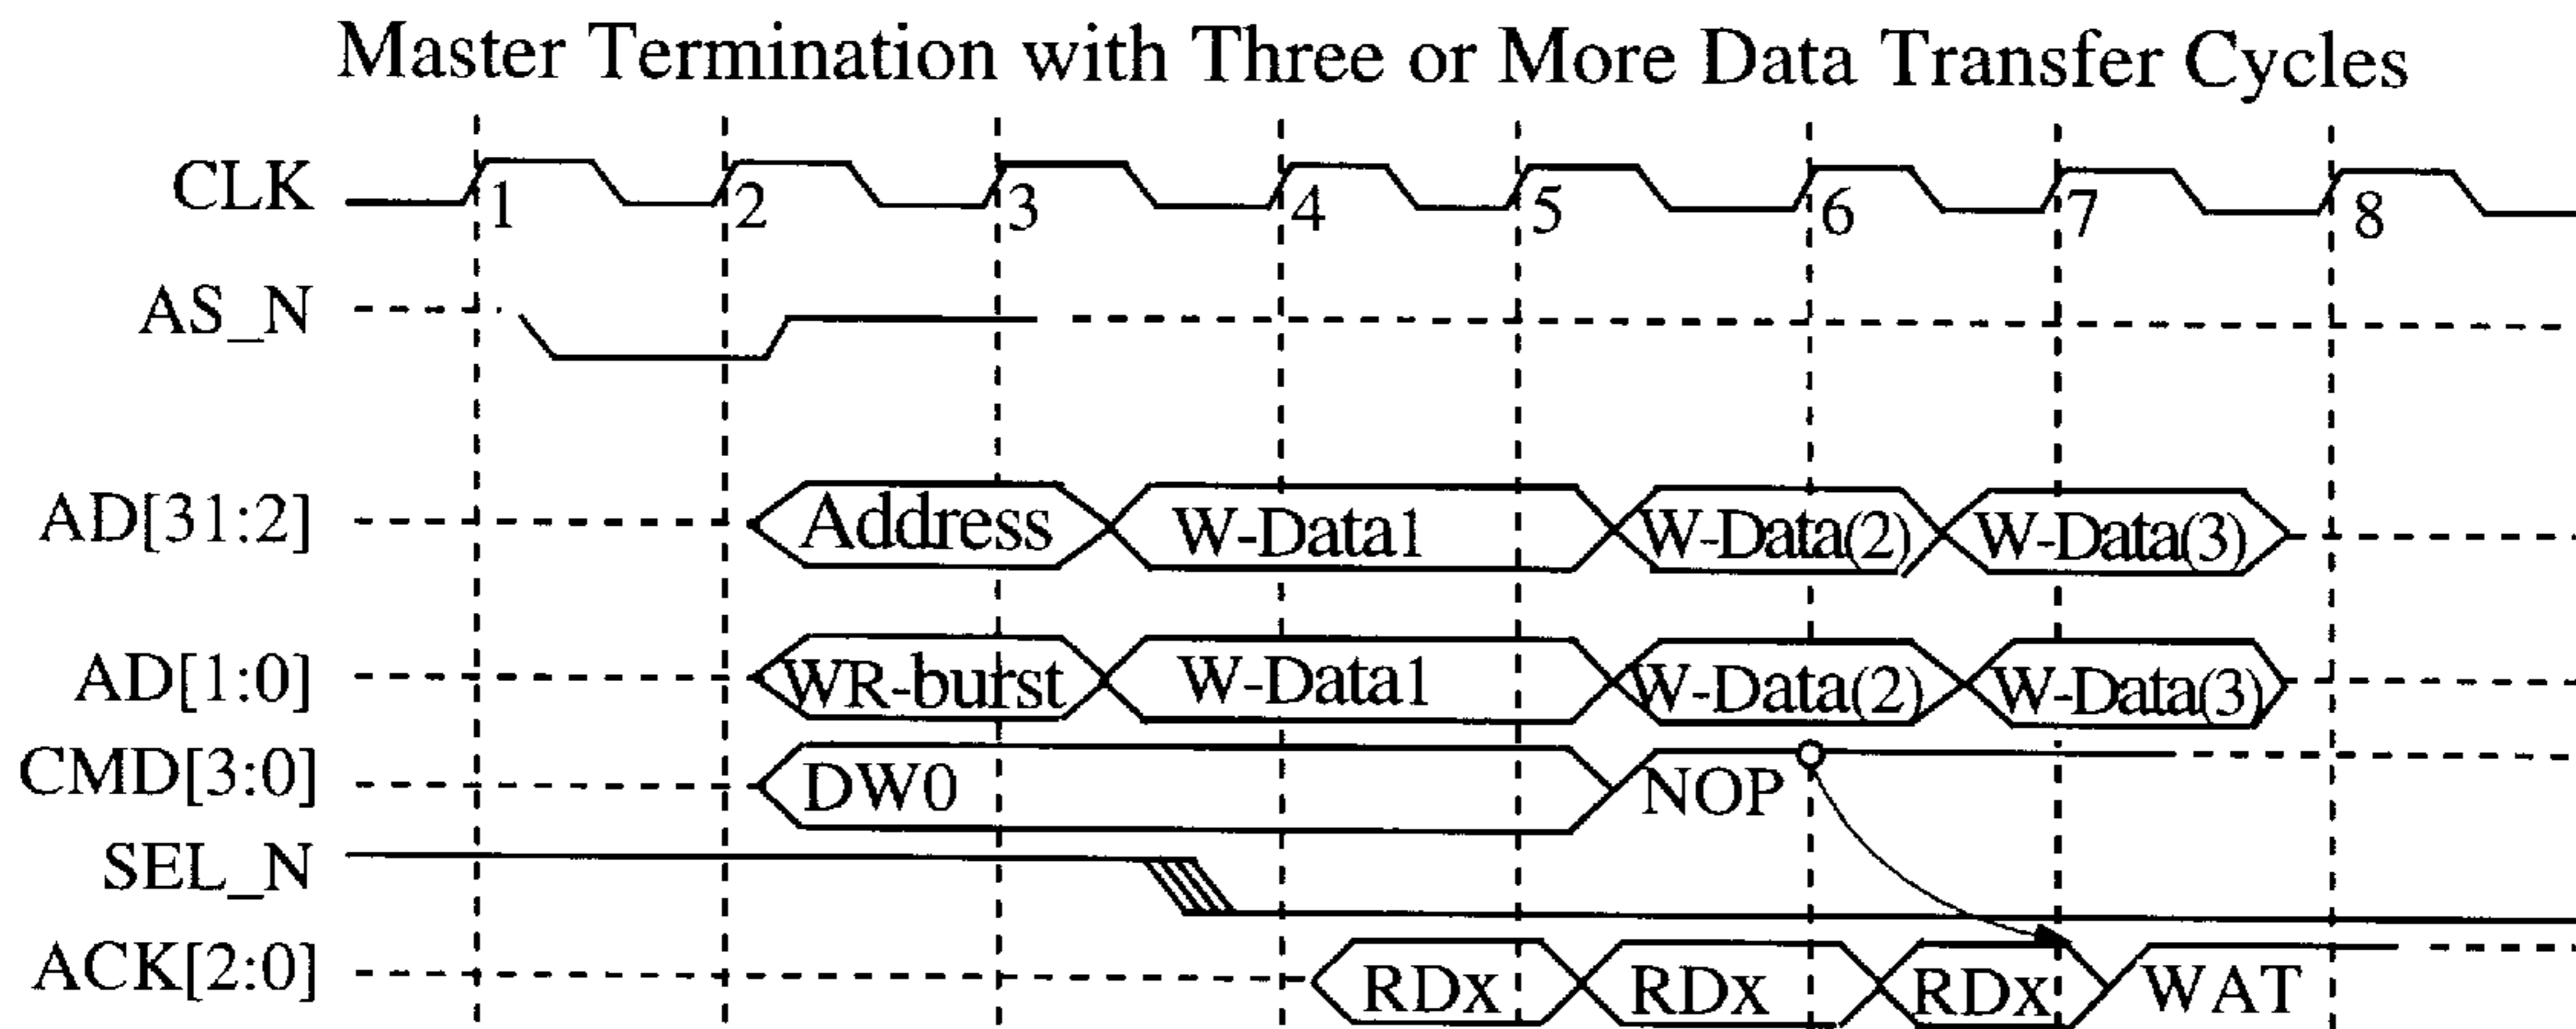 Master Termination with Three or More Data Transfer Cycles
CLK 1 2 3 4 5 6 7 8
AS_N
AD[31:2] Address W-Data1 W-Data(2) W-Data(3)
AD[1:0] WR-burst W-Data1 W-Data(2) W-Data(3)
CMD[3:0] DW0 NOP
SEL_N
ACK[2:0] RDx RDx RDx WAT